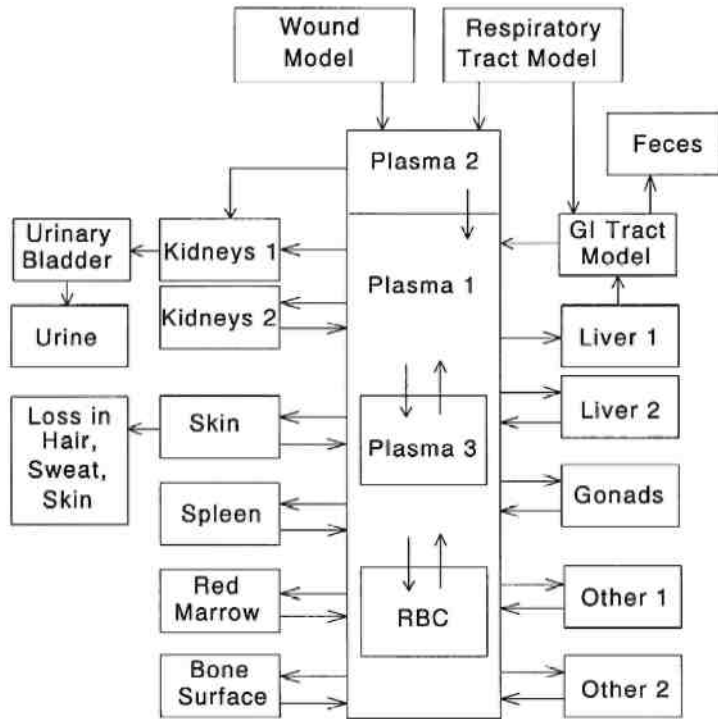 Wound
Model
Respiratory
Tract Model
Plasma 2
Feces
Urinary
Bladder
Kidneys 1
GI Tract
Model
Plasma 1
Kidneys 2
Urine
Liver 1
Loss in
Hair,
Sweat,
Skin
Skin
Liver 2
Plasma 3
Spleen
Gonads
Red
Marrow
RBC
Other 1
Bone
Surface
Other 2